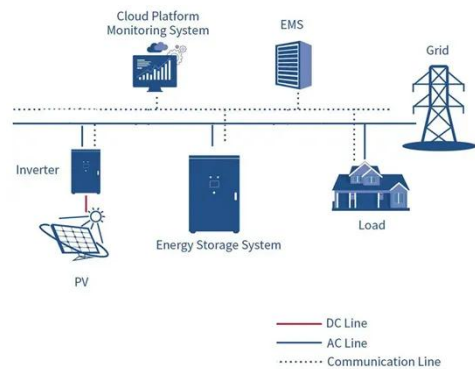 Cloud Platform
Monitoring System
EMS
Grid
Inverter
Energy Storage System
Load
PV
DC Line
AC Line
Communication Line